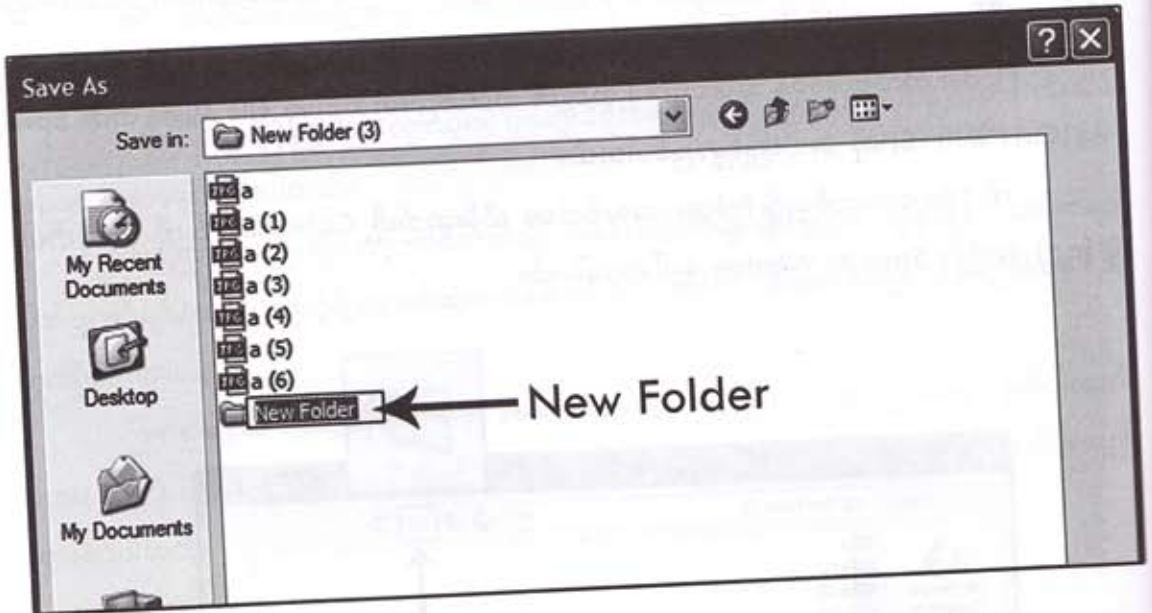 Save As
Save in: New Folder (3)
My Recent
Documents
Desktop
My Documents
a
a (1)
a (2)
a (3)
a (4)
a (5)
a (6)
New Folder
New Folder